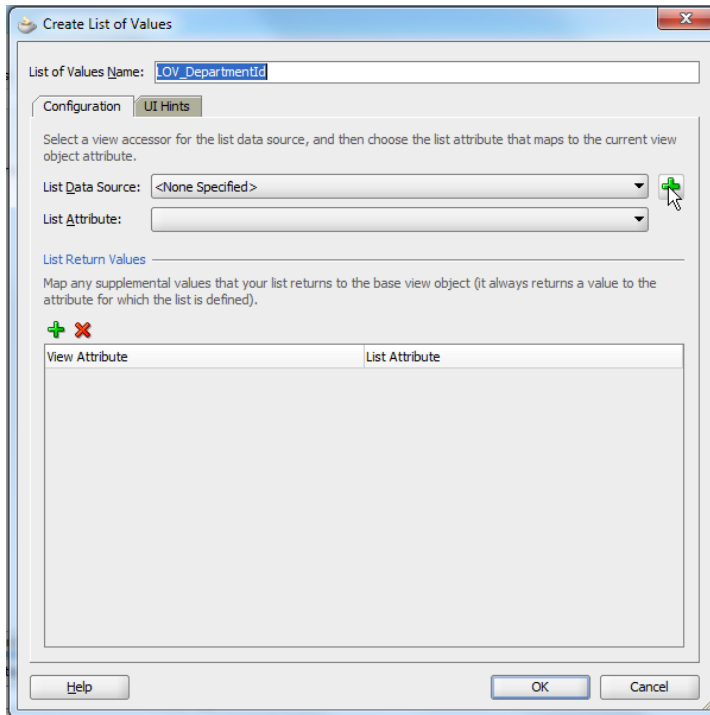 Create List of Values
List of Values Name: LOV_DepartmentId
Configuration UI Hints
Select a view accessor for the list data source, and then choose the list attribute that maps to the current view
object attribute.
List Data Source: <None Specified>
List Attribute:
List Return Values
Map any supplemental values that your list returns to the base view object (it always returns a value to the
attribute for which the list is defined).
View Attribute List Attribute
Help OK Cancel